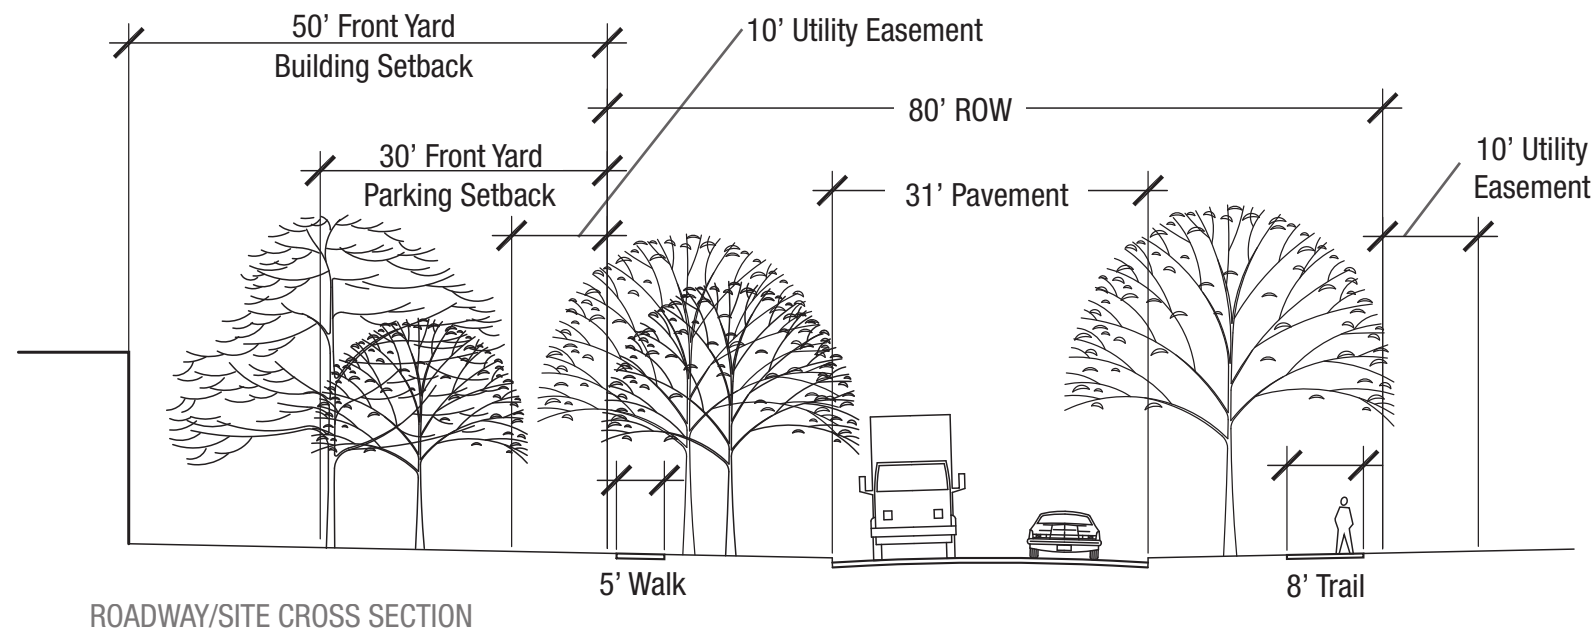 50’ Front Yard
Building Setback
10’ Utility Easement
80’ ROW
30’ Front Yard
Parking Setback
31’ Pavement
10’ Utility
Easement
5’ Walk
8’ Trail
ROADWAY/SITE CROSS SECTION